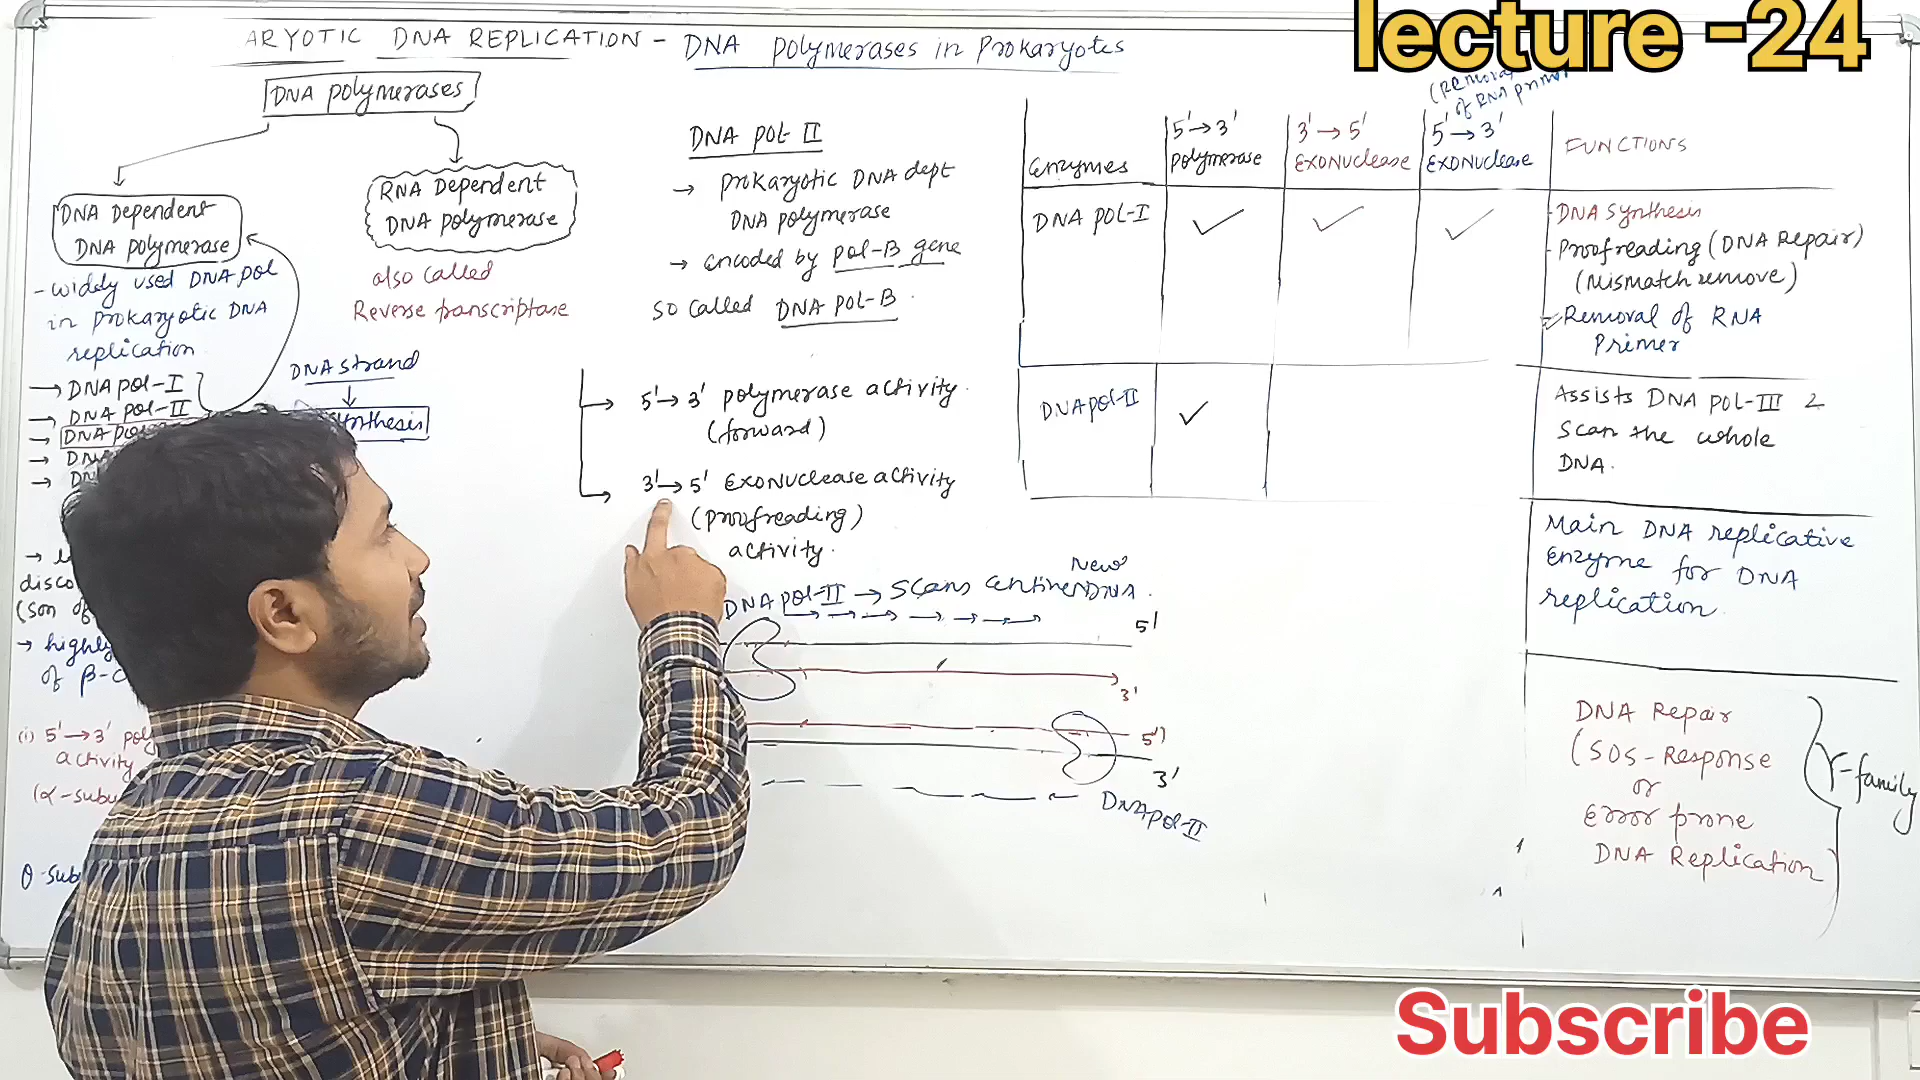 lecture -24
ARYOTIC DNA REPLICATION - DNA Polymerases in Prokaryotes
DNA Polymerases
DNA Dependent
DNA Polymerase
- widely used DNA Pol
in Prokaryotic DNA
replication
→ DNA Pol-I
→ DNA Pol-II
→ DNA
→
→
RNA Dependent
DNA Polymerase
also called
Reverse transcriptase
DNA strand
disco
(son of
→ highly
of β-
(i) 5'→3'
activity
(α-subu
θ-sub
DNA Pol II
→ Prokaryotic DNA dept
DNA Polymerase
→ encoded by Pol-B gene
so called DNA Pol-B.
→ 5'→3' Polymerase activity.
(forward)
→ 3'→5' Exonuclease activity
(Proofreading)
activity.
New
DNA Pol-II → Scans DNA.
5'
3'
5'
3'
DNA Pol-II
(Removal
of RNA
Enzymes
5'→3'
Polymerase
3'→5'
EXONuclease
5'→3'
EXONuclease
FUNCTIONS
DNA Pol-I ✓ ✓ ✓
- DNA Synthesis
- Proofreading (DNA Repair)
(Mismatch remove)
- Removal of RNA
Primer
DNA Pol-II ✓
Assists DNA Pol-III &
Scan the whole
DNA.
Main DNA replicative
Enzyme for DNA
replication.
DNA Repair
(SOS-Response
or
Error prone
DNA Replication)
Y-family
Subscribe